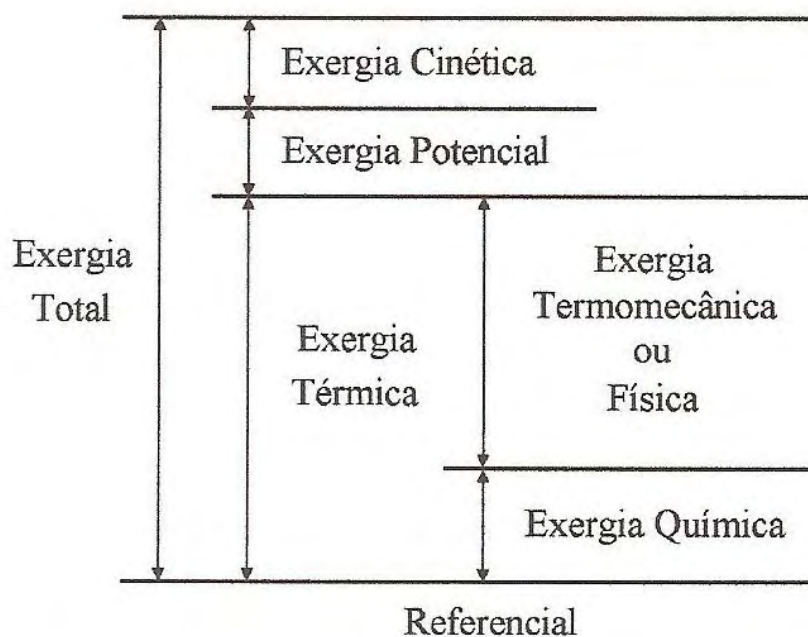 Exergia Cinética
Exergia Potencial
Exergia
Total
Exergia
Térmica
Exergia
Termomecânica
ou
Física
Exergia Química
Referencial